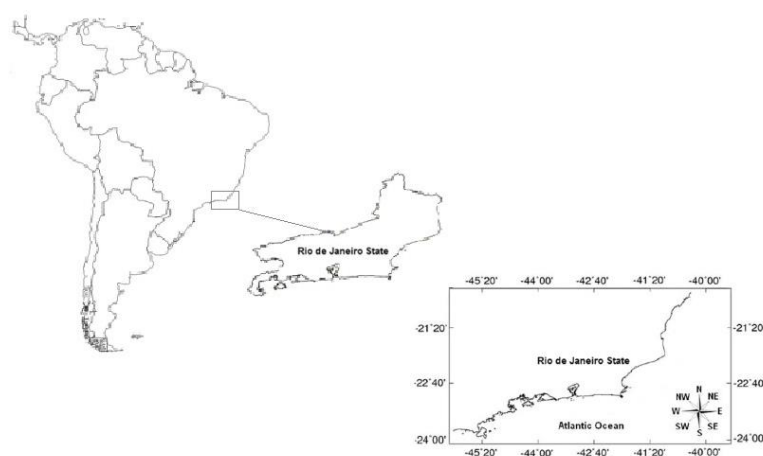 Rio de Janeiro State
-45˚20' -44˚00' -42˚40' -41˚20' -40˚00'
-21˚20' -21˚20'
Rio de Janeiro State
-22˚40' -22˚40'
N
NW NE
W E
SW SE
S
Atlantic Ocean
-24˚00' -24˚00'
-45˚20' -44˚00' -42˚40' -41˚20' -40˚00'